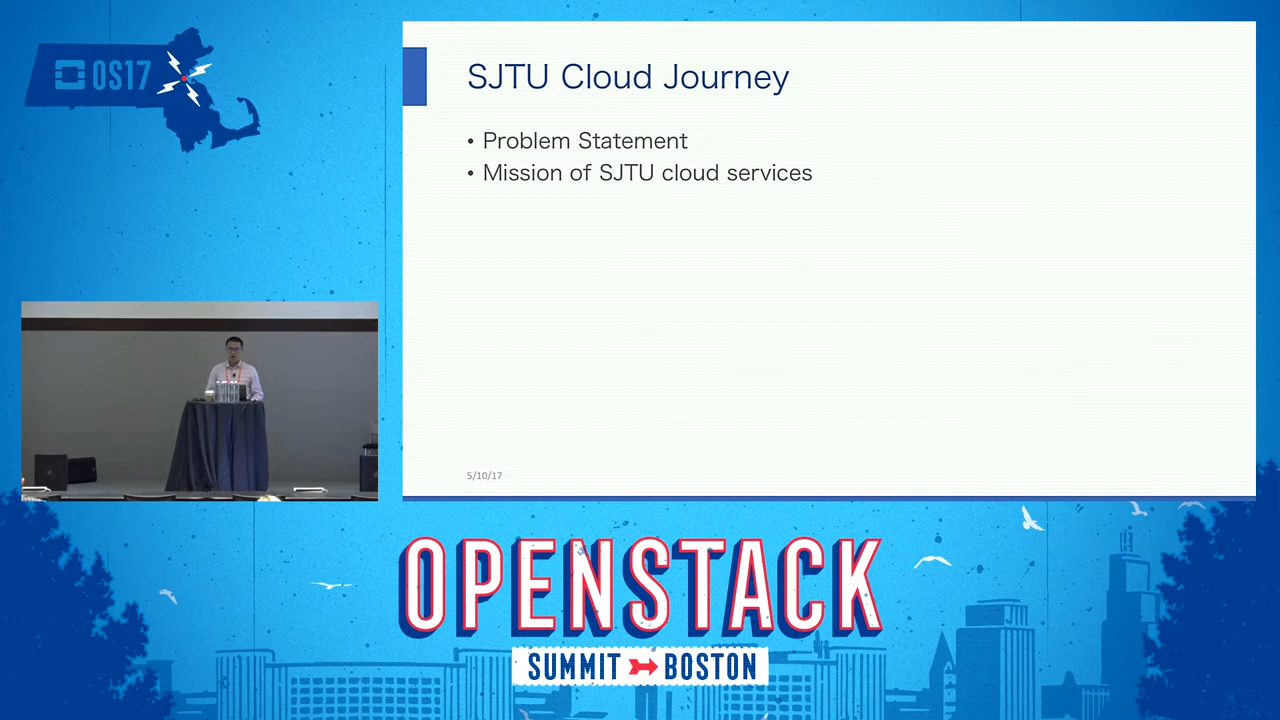 OS17
SJTU Cloud Journey
• Problem Statement
• Mission of SJTU cloud services
5/10/17
OPENSTACK
SUMMIT BOSTON